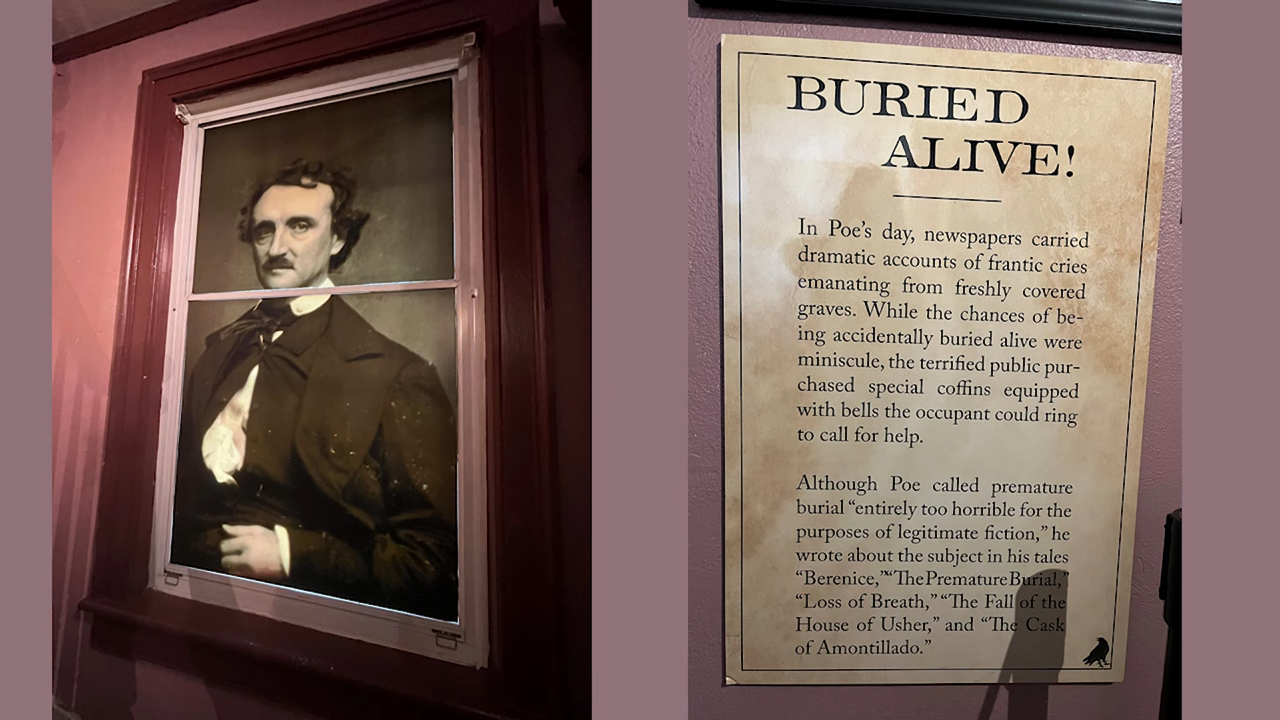 BURIED
ALIVE!
In Poe's day, newspapers carried
dramatic accounts of frantic cries
emanating from freshly covered
graves. While the chances of be-
ing accidentally buried alive were
miniscule, the terrified public pur-
chased special coffins equipped
with bells the occupant could ring
to call for help.
Although Poe called premature
burial “entirely too horrible for the
purposes of legitimate fiction,” he
wrote about the subject in his tales
“Berenice,”“The Premature Burial,”
“Loss of Breath,” “The Fall of the
House of Usher,” and “The Cask
of Amontillado.”